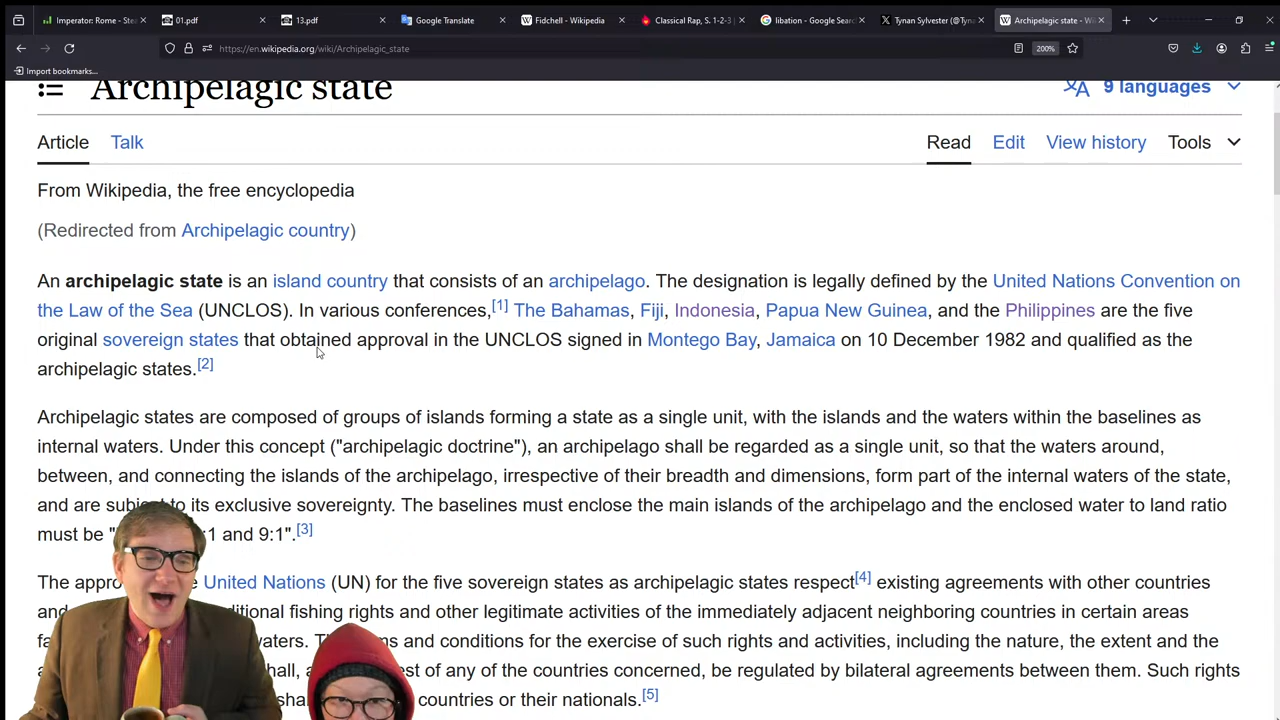 Imperator: Rome - Stea
01.pdf
13.pdf
Google Translate
Fidchell - Wikipedia
Classical Rap, S. 1-2-3
libation - Google Searc
Tynan Sylvester (@Tyna
Archipelagic state - Wi
https://en.wikipedia.org/wiki/Archipelagic_state
200%
Import bookmarks...
Archipelagic state
9 languages
Article Talk
Read Edit View history Tools
From Wikipedia, the free encyclopedia
(Redirected from Archipelagic country)
An archipelagic state is an island country that consists of an archipelago. The designation is legally defined by the United Nations Convention on
the Law of the Sea (UNCLOS). In various conferences,[1] The Bahamas, Fiji, Indonesia, Papua New Guinea, and the Philippines are the five
original sovereign states that obtained approval in the UNCLOS signed in Montego Bay, Jamaica on 10 December 1982 and qualified as the
archipelagic states.[2]
Archipelagic states are composed of groups of islands forming a state as a single unit, with the islands and the waters within the baselines as
internal waters. Under this concept ("archipelagic doctrine"), an archipelago shall be regarded as a single unit, so that the waters around,
between, and connecting the islands of the archipelago, irrespective of their breadth and dimensions, form part of the internal waters of the state,
and are subject to its exclusive sovereignty. The baselines must enclose the main islands of the archipelago and the enclosed water to land ratio
must be " :1 and 9:1".[3]
The appro United Nations (UN) for the five sovereign states as archipelagic states respect[4] existing agreements with other countries
and ditional fishing rights and other legitimate activities of the immediately adjacent neighboring countries in certain areas
fa waters. T ms and conditions for the exercise of such rights and activities, including the nature, the extent and the
a hall, a est of any of the countries concerned, be regulated by bilateral agreements between them. Such rights
sha countries or their nationals.[5]